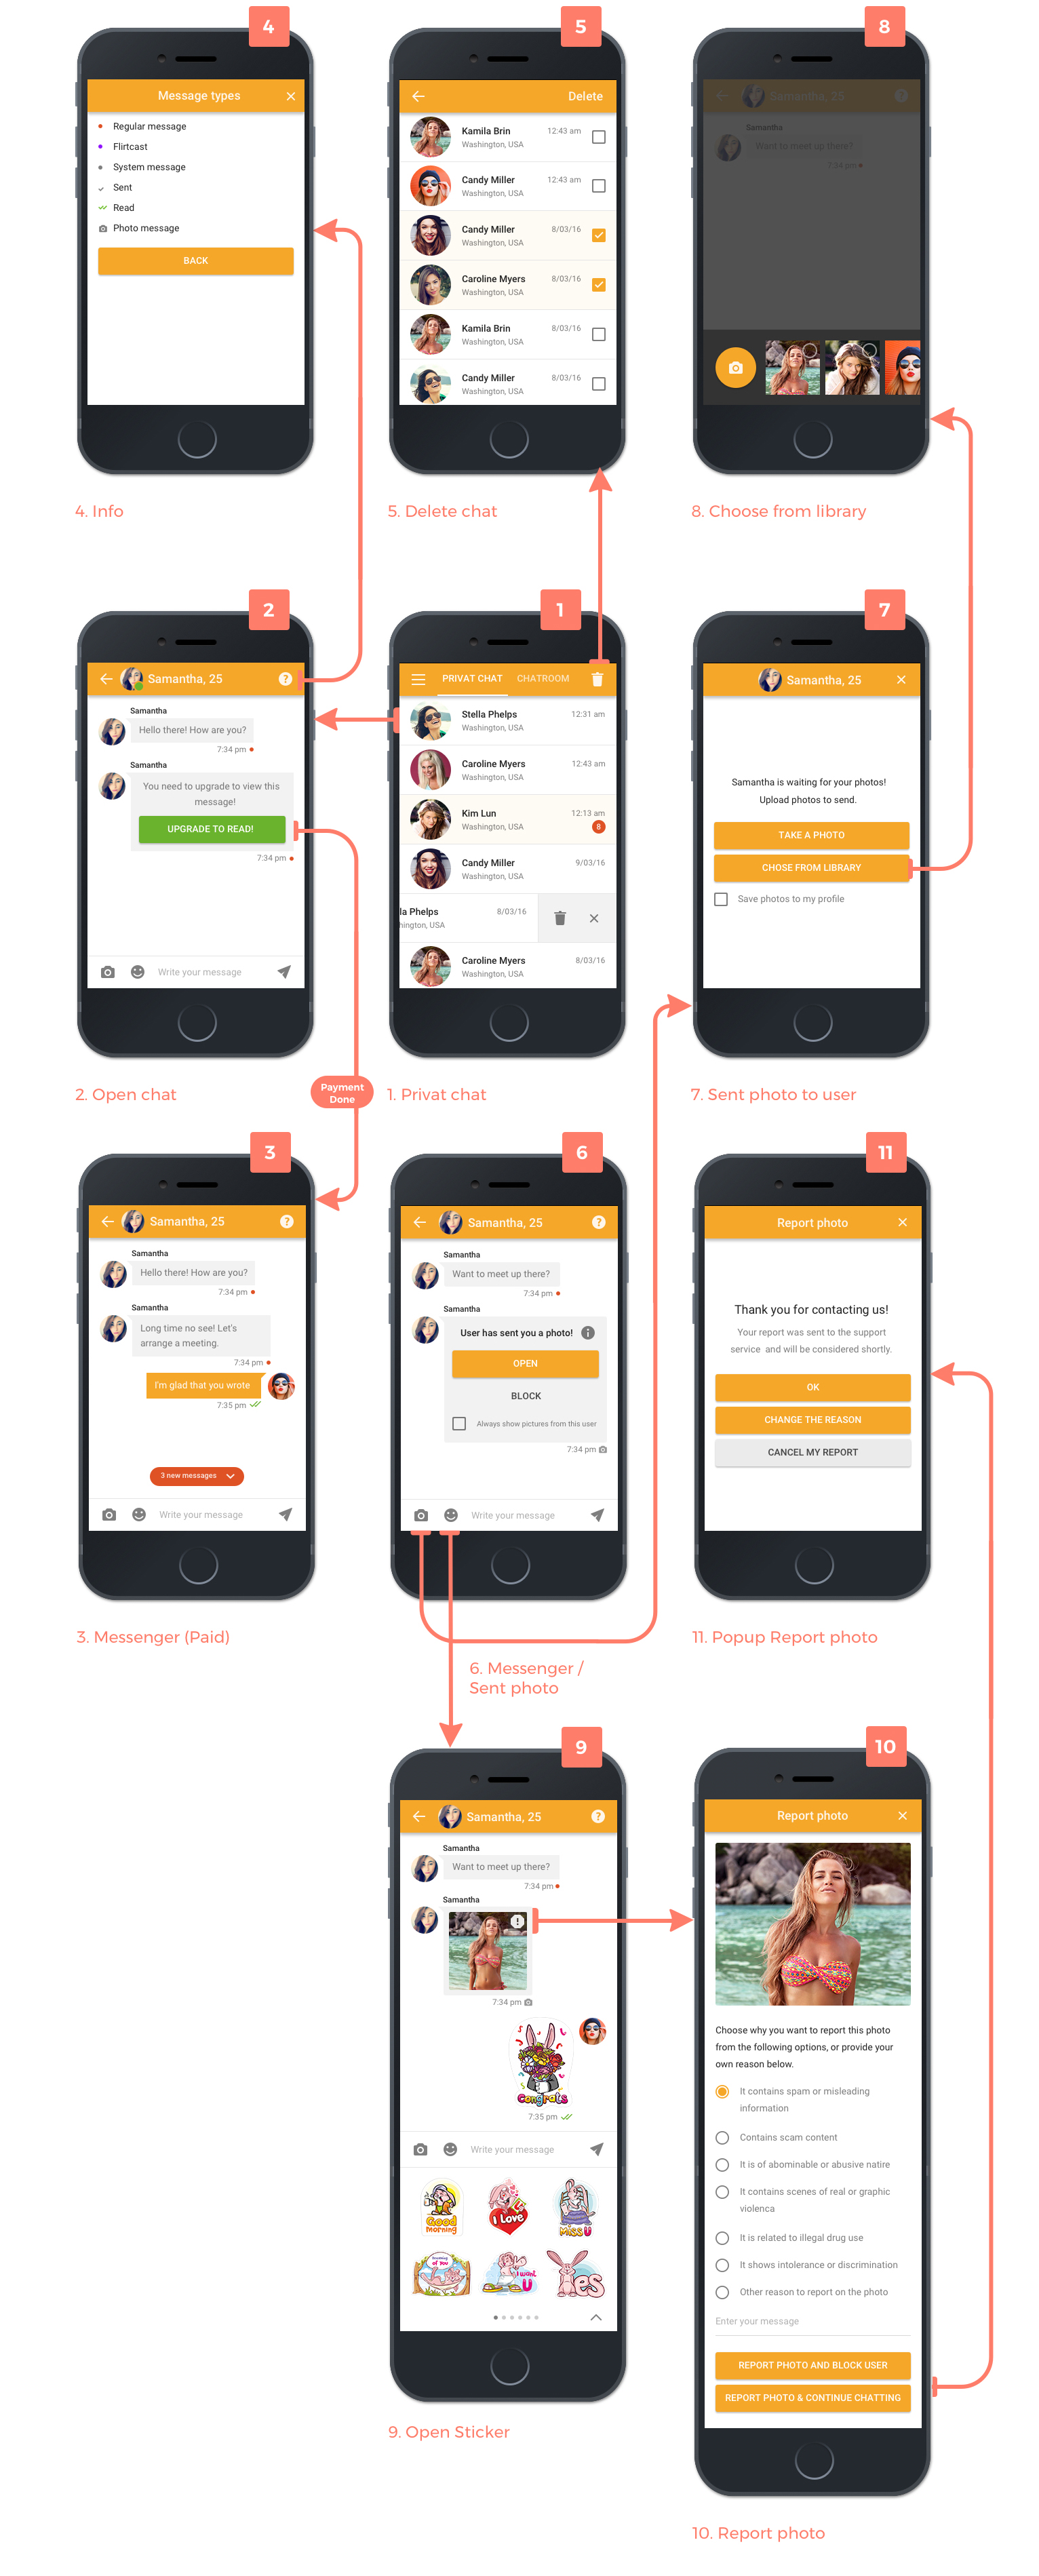 4
Message types
Regular message
Flirtcast
System message
Sent
Read
Photo message
BACK
4. Info
5
Delete
Kamila Brin 12:43 am
Washington, USA
Candy Miller 12:43 am
Washington, USA
Candy Miller 8/03/16
Washington, USA
Caroline Myers 8/03/16
Washington, USA
Kamila Brin 8/03/16
Washington, USA
Candy Miller 8/03/16
Washington, USA
5. Delete chat
8
Samantha, 25
Samantha
Want to meet up there?
7:34 pm
8. Choose from library
2
Samantha, 25
?
Samantha
Hello there! How are you?
7:34 pm
Samantha
You need to upgrade to view this
message!
UPGRADE TO READ!
7:34 pm
Write your message
2. Open chat
1
PRIVAT CHAT CHATROOM
Stella Phelps 12:31 am
Washington, USA
Caroline Myers 12:43 am
Washington, USA
Kim Lun 12:13 am
Washington, USA 8
Candy Miller 9/03/16
Washington, USA
la Phelps 8/03/16
hington, USA
Caroline Myers 8/03/16
Washington, USA
1. Privat chat
7
Samantha, 25
Samantha is waiting for your photos!
Upload photos to send.
TAKE A PHOTO
CHOSE FROM LIBRARY
Save photos to my profile
7. Sent photo to user
Payment
Done
3
Samantha, 25
?
Samantha
Hello there! How are you?
7:34 pm
Samantha
Long time no see! Let's
arrange a meeting.
7:34 pm
I'm glad that you wrote
7:35 pm
3 new messages
Write your message
3. Messenger (Paid)
6
Samantha, 25
?
Samantha
Want to meet up there?
7:34 pm
Samantha
User has sent you a photo!
OPEN
BLOCK
Always show pictures from this user
7:34 pm
Write your message
6. Messenger /
Sent photo
11
Report photo
Thank you for contacting us!
Your report was sent to the support
service and will be considered shortly.
OK
CHANGE THE REASON
CANCEL MY REPORT
11. Popup Report photo
9
Samantha, 25
?
Samantha
Want to meet up there?
7:34 pm
Samantha
7:34 pm
Congrats
7:35 pm
Write your message
Good
morning
I Love
Miss U
of You
I want
U
Yes
9. Open Sticker
10
Report photo
Choose why you want to report this photo
from the following options, or provide your
own reason below.
It contains spam or misleading
information
Contains scam content
It is of abominable or abusive natire
It contains scenes of real or graphic
violenca
It is related to illegal drug use
It shows intolerance or discrimination
Other reason to report on the photo
Enter your message
REPORT PHOTO AND BLOCK USER
REPORT PHOTO & CONTINUE CHATTING
10. Report photo